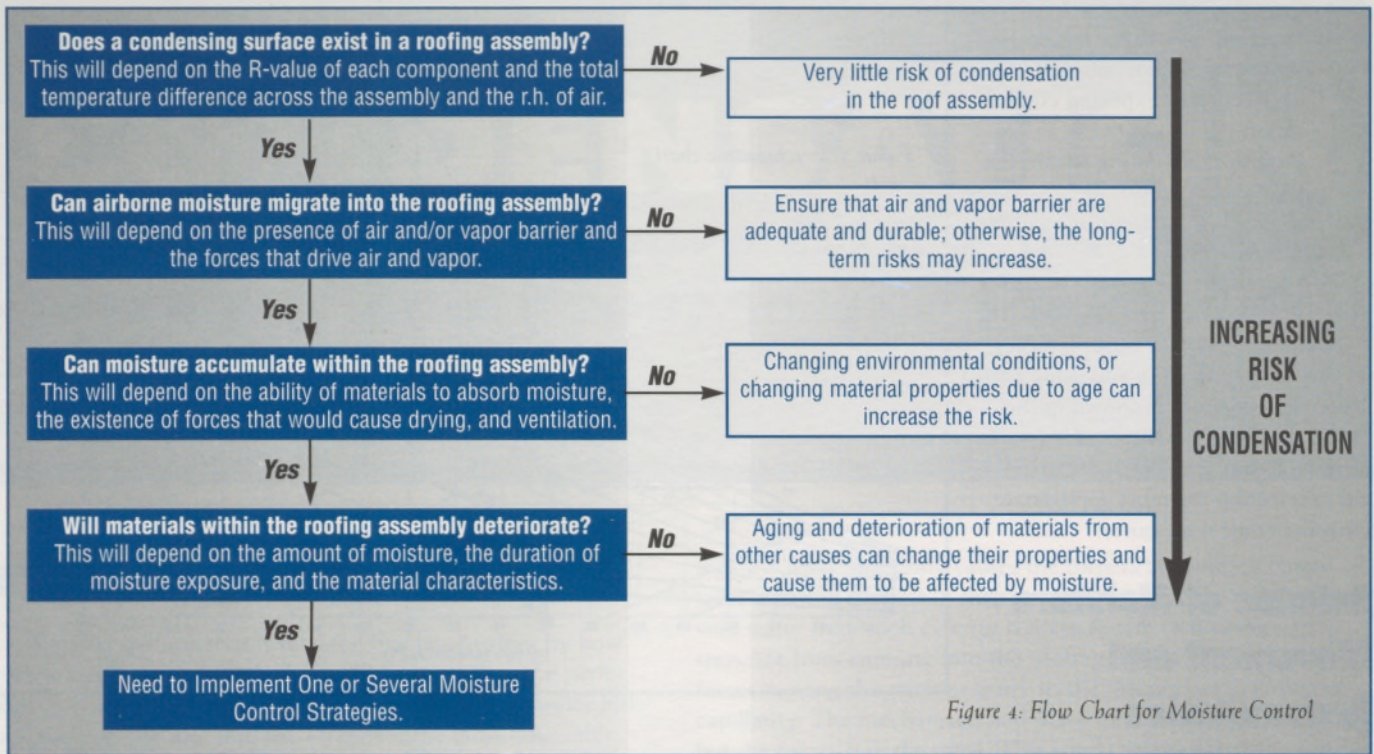 Does a condensing surface exist in a roofing assembly?
This will depend on the R-value of each component and the total
temperature difference across the assembly and the r.h. of air.
No
Very little risk of condensation
in the roof assembly.
Yes
Can airborne moisture migrate into the roofing assembly?
This will depend on the presence of air and/or vapor barrier and
the forces that drive air and vapor.
No
Ensure that air and vapor barrier are
adequate and durable; otherwise, the long-
term risks may increase.
Yes
Can moisture accumulate within the roofing assembly?
This will depend on the ability of materials to absorb moisture,
the existence of forces that would cause drying, and ventilation.
No
Changing environmental conditions, or
changing material properties due to age can
increase the risk.
Yes
Will materials within the roofing assembly deteriorate?
This will depend on the amount of moisture, the duration of
moisture exposure, and the material characteristics.
No
Aging and deterioration of materials from
other causes can change their properties and
cause them to be affected by moisture.
Yes
Need to Implement One or Several Moisture
Control Strategies.
INCREASING
RISK
OF
CONDENSATION
Figure 4: Flow Chart for Moisture Control